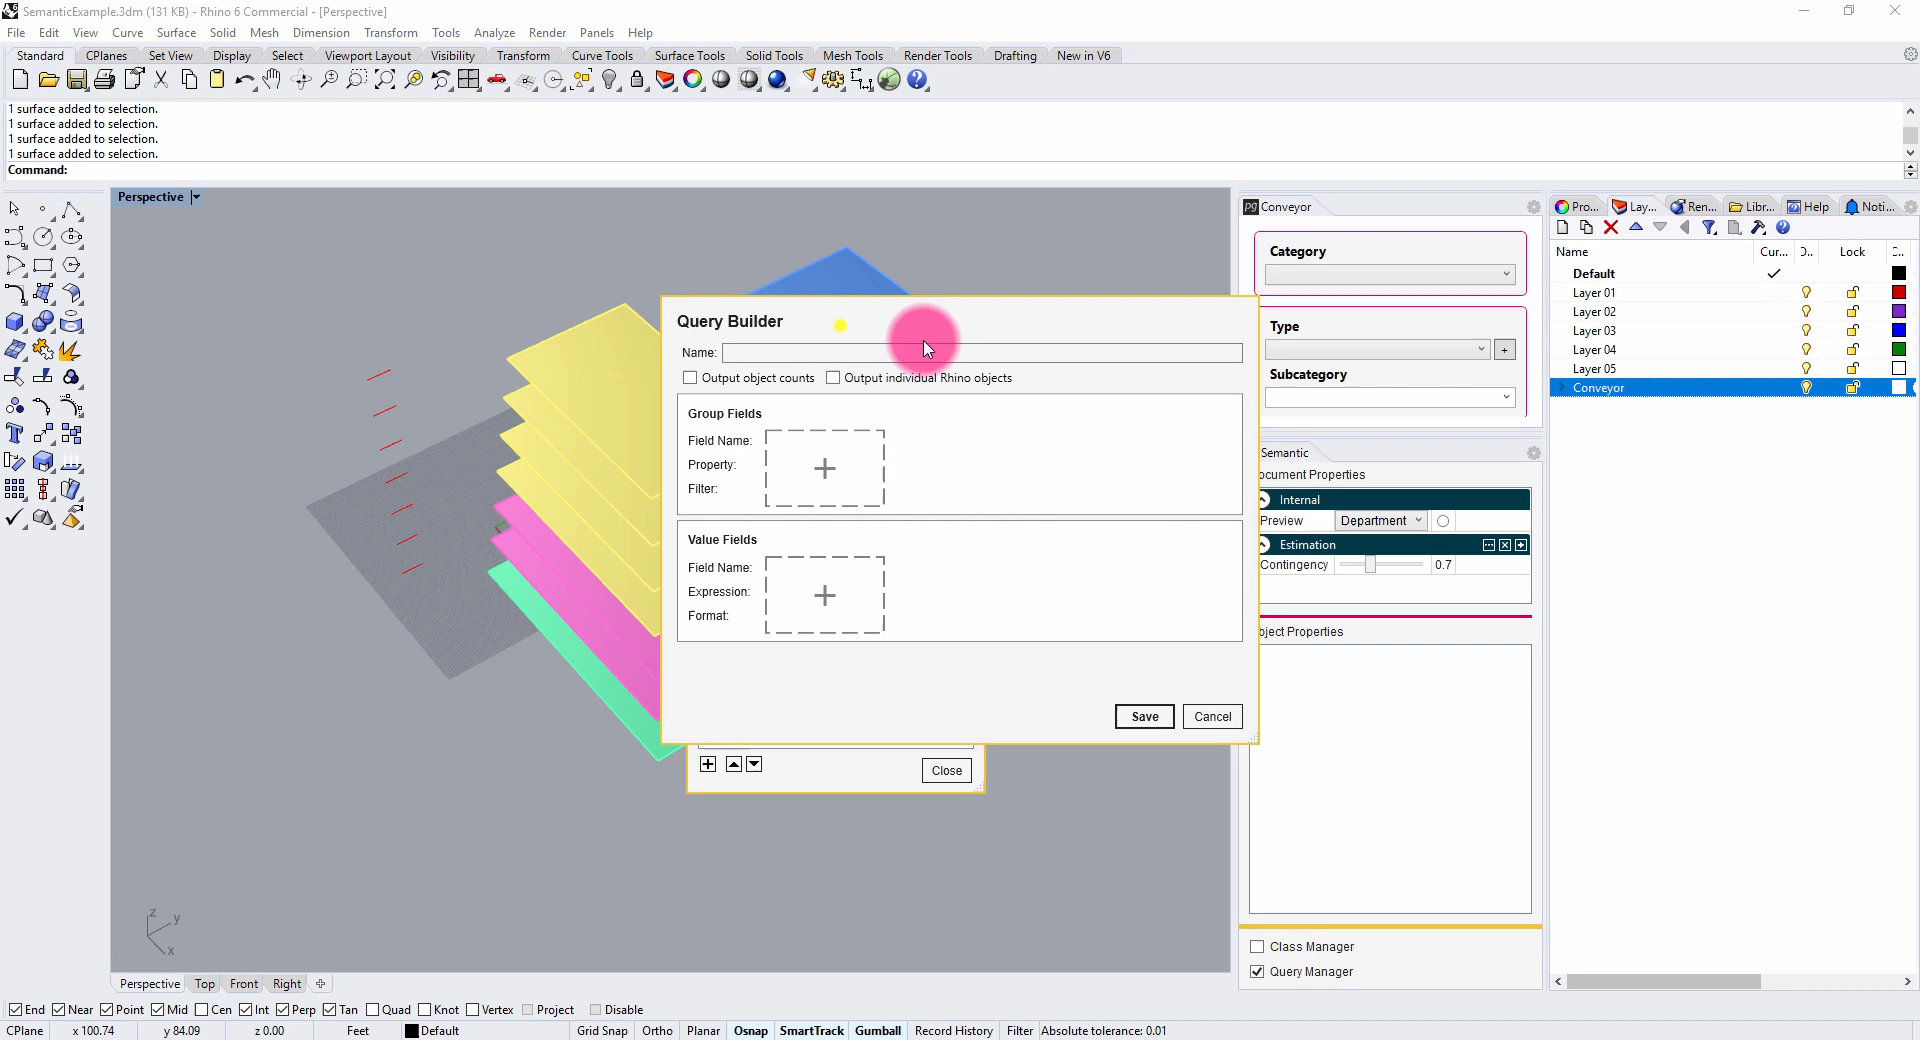 SemanticExample.3dm (131 KB) - Rhino 6 Commercial - [Perspective]
File Edit View Curve Surface Solid Mesh Dimension Transform Tools Analyze Render Panels Help
Standard CPlanes Set View Display Select Viewport Layout Visibility Transform Curve Tools Surface Tools Solid Tools Mesh Tools Render Tools Drafting New in V6
1 surface added to selection.
1 surface added to selection.
1 surface added to selection.
1 surface added to selection.
Command:
Perspective
z
y
x
Query Builder
Name:
Output object counts Output individual Rhino objects
Group Fields
Field Name:
Property:
Filter:
Value Fields
Field Name:
Expression:
Format:
Save Cancel
Close
pg Conveyor
Category
Type
+
Subcategory
Semantic
ocument Properties
Internal
Preview Department
Estimation
Contingency 0.7
bject Properties
Class Manager
Query Manager
Pro... Lay... Ren... Libr... Help Noti...
Name Cur... Lock
Default
Layer 01
Layer 02
Layer 03
Layer 04
Layer 05
Conveyor
Perspective Top Front Right
End Near Point Mid Cen Int Perp Tan Quad Knot Vertex Project Disable
CPlane x 100.74 y 84.09 z 0.00 Feet Default Grid Snap Ortho Planar Osnap SmartTrack Gumball Record History Filter Absolute tolerance: 0.01